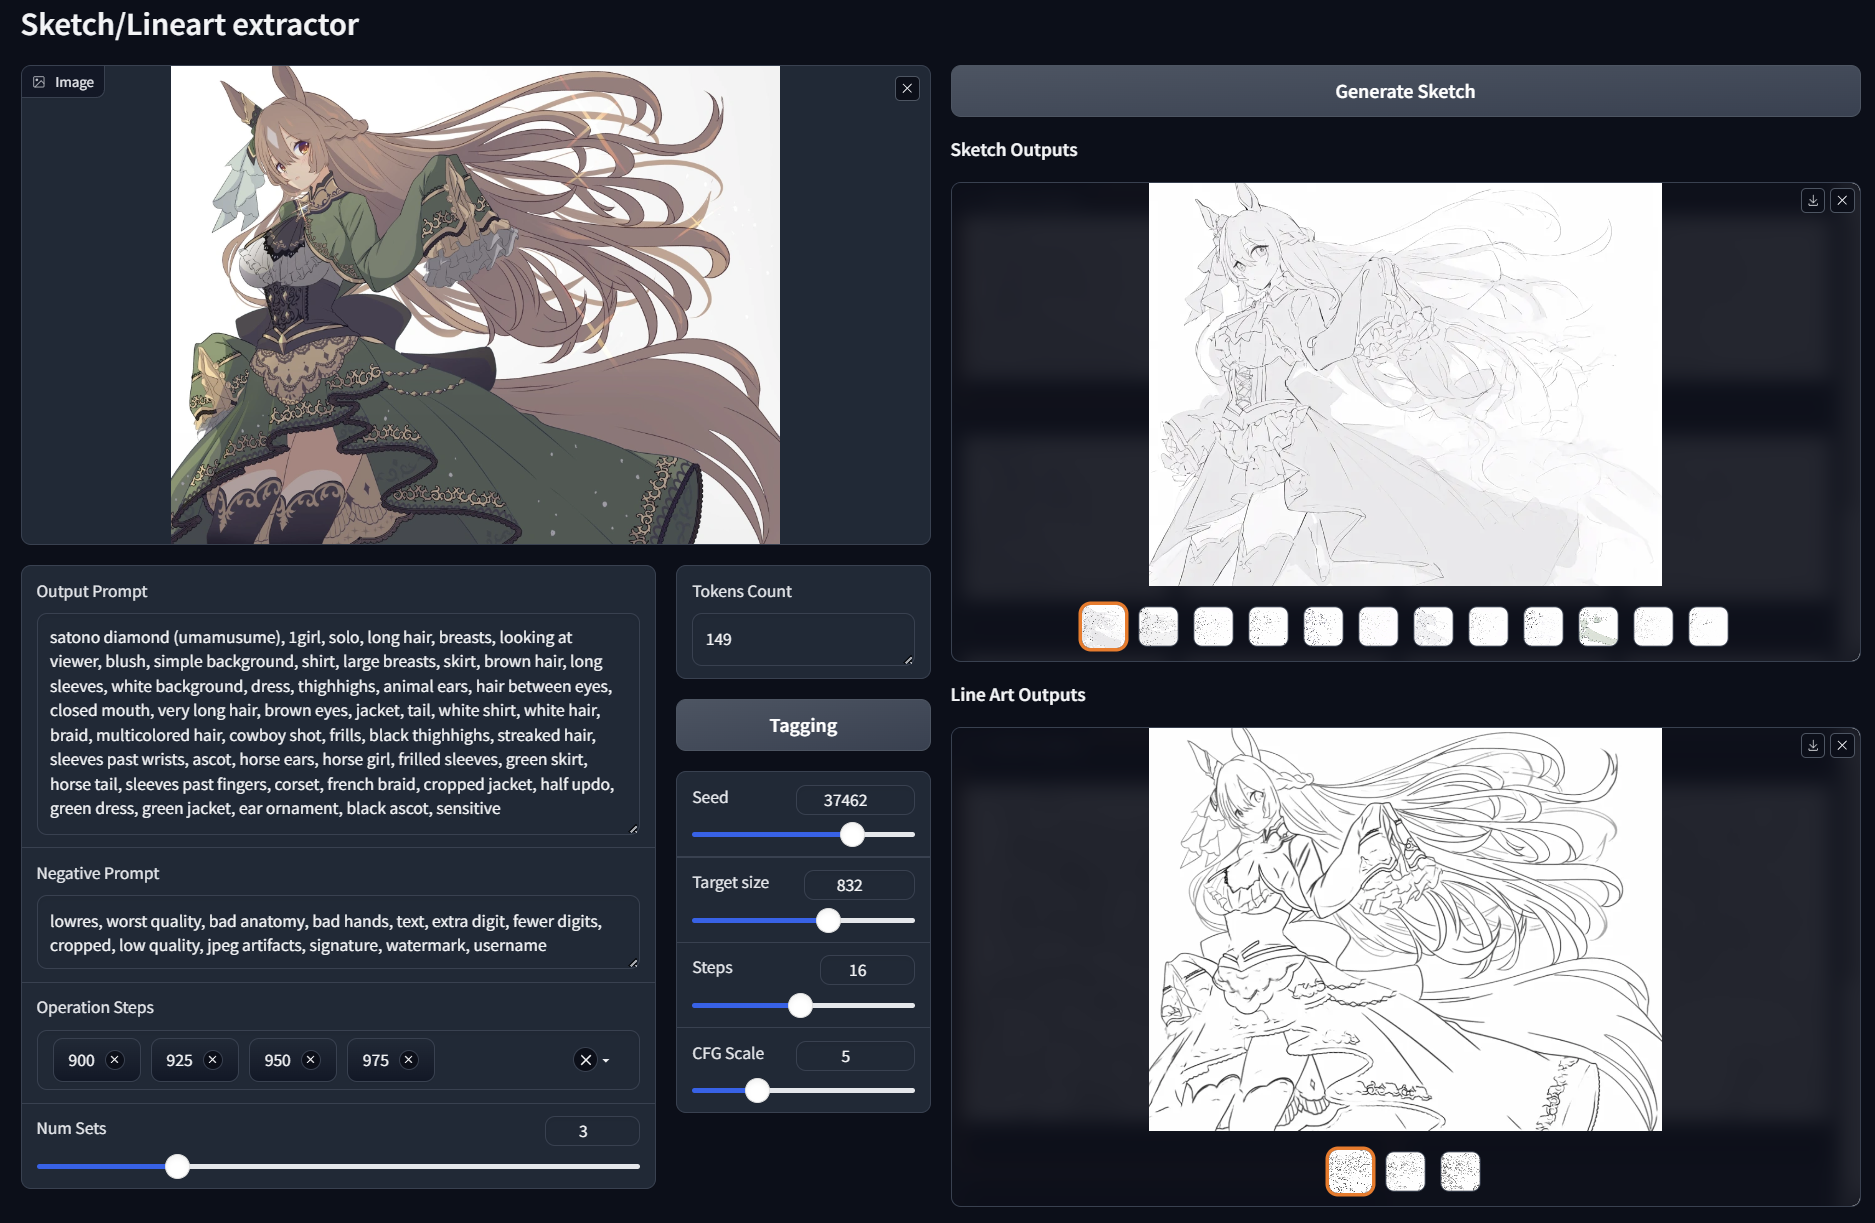 Sketch/Lineart extractor
Image
Generate Sketch
Sketch Outputs
Output Prompt
satono diamond (umamusume), 1girl, solo, long hair, breasts, looking at
viewer, blush, simple background, shirt, large breasts, skirt, brown hair, long
sleeves, white background, dress, thighhighs, animal ears, hair between eyes,
closed mouth, very long hair, brown eyes, jacket, tail, white shirt, white hair,
braid, multicolored hair, cowboy shot, frills, black thighhighs, streaked hair,
sleeves past wrists, ascot, horse ears, horse girl, frilled sleeves, green skirt,
horse tail, sleeves past fingers, corset, french braid, cropped jacket, half updo,
green dress, green jacket, ear ornament, black ascot, sensitive
Tokens Count
149
Tagging
Line Art Outputs
Negative Prompt
lowres, worst quality, bad anatomy, bad hands, text, extra digit, fewer digits,
cropped, low quality, jpeg artifacts, signature, watermark, username
Seed
37462
Target size
832
Steps
16
CFG Scale
5
Operation Steps
900 925 950 975
Num Sets
3